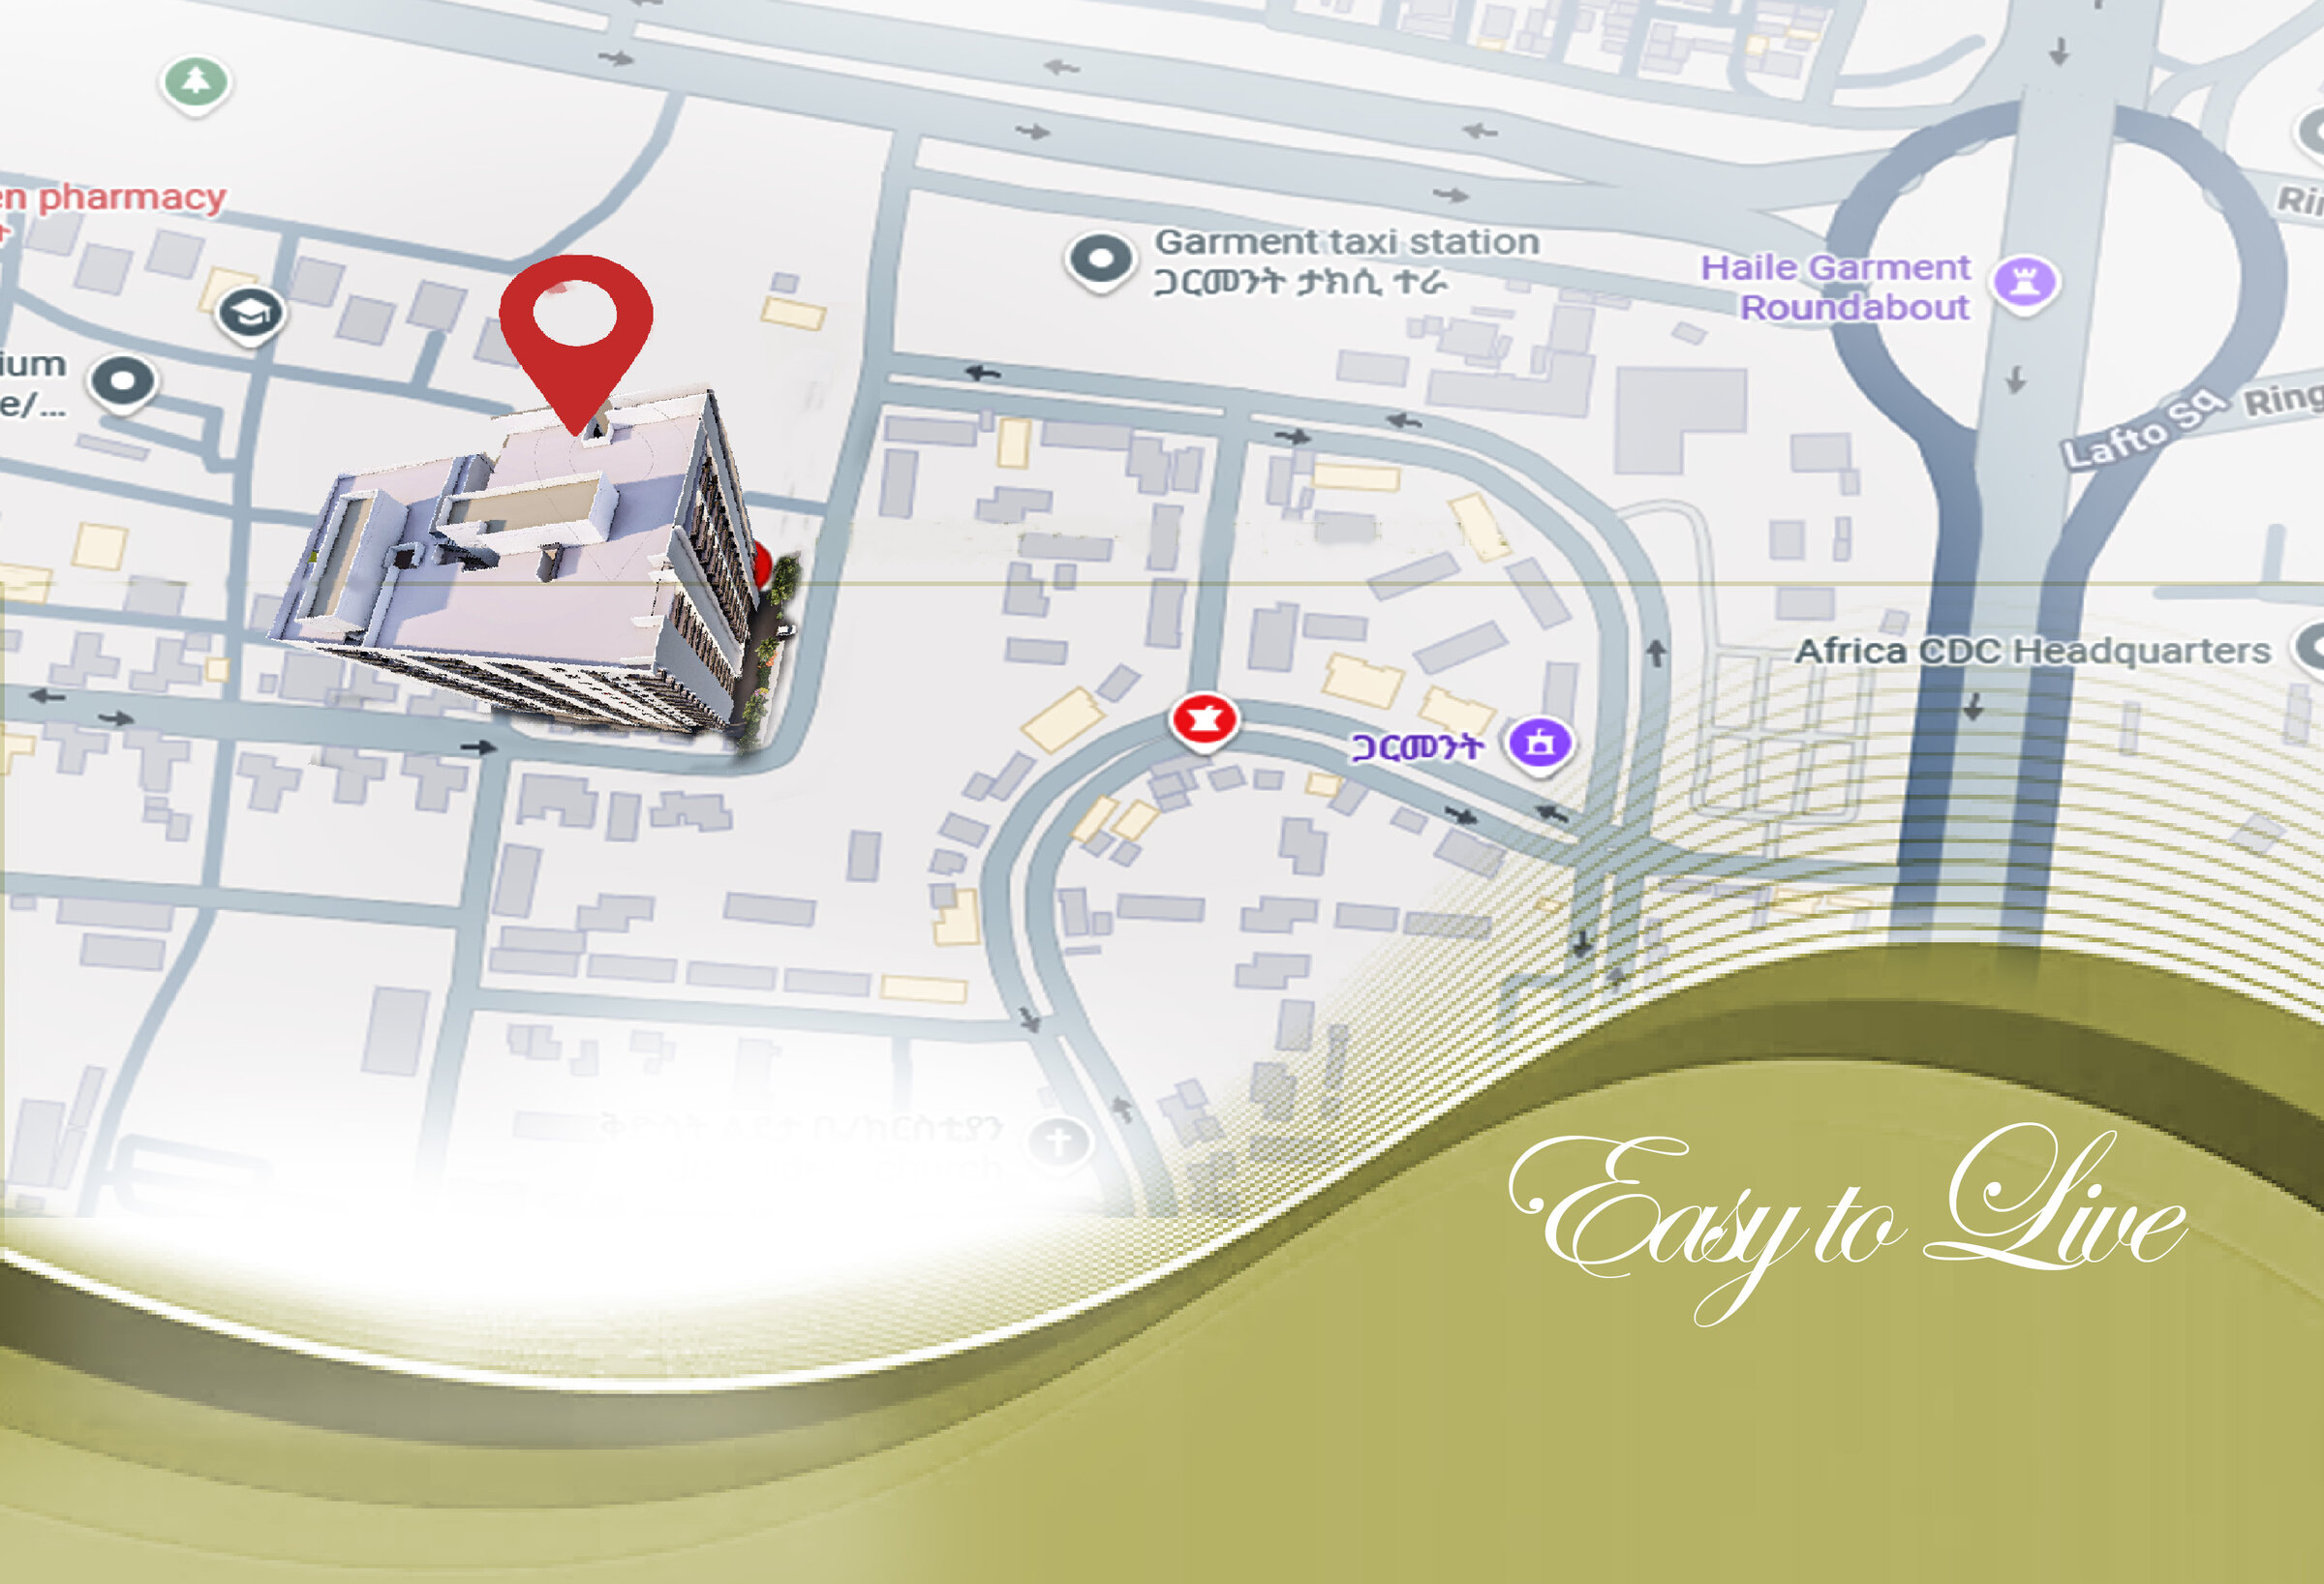 en pharmacy
Garment taxi station
ጋርመንት ታክሲ ተራ
Haile Garment
Roundabout
ium
e/...
Lafto Sq
Ring
Africa CDC Headquarters
ጋርመንት
Easy to Live